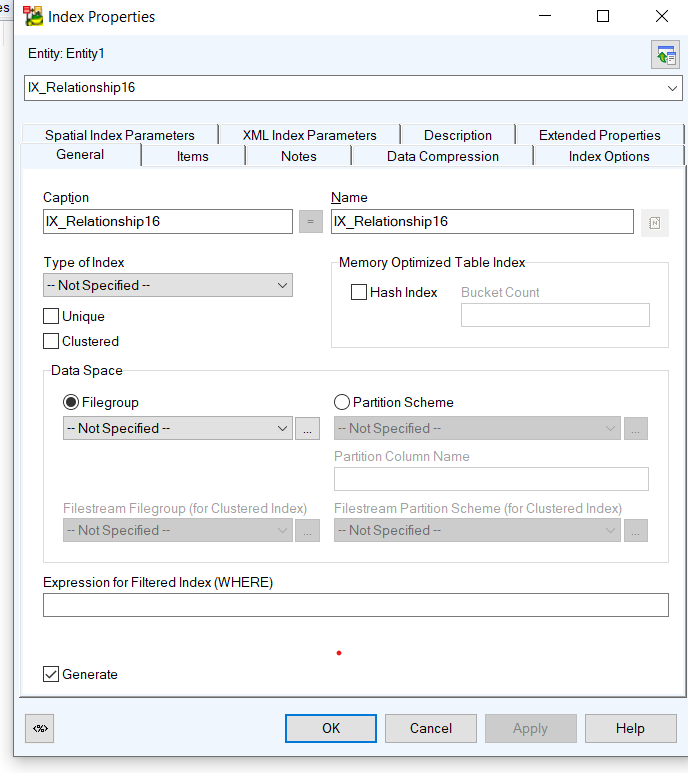 es
Index Properties
Entity: Entity1
IX_Relationship16
Spatial Index Parameters XML Index Parameters Description Extended Properties
General Items Notes Data Compression Index Options
Caption Name
IX_Relationship16 = IX_Relationship16 N
Type of Index Memory Optimized Table Index
-- Not Specified -- Hash Index Bucket Count
Unique
Clustered
Data Space
Filegroup Partition Scheme
-- Not Specified -- ... -- Not Specified -- ...
Partition Column Name
Filestream Filegroup (for Clustered Index) Filestream Partition Scheme (for Clustered Index)
-- Not Specified -- ... -- Not Specified -- ...
Expression for Filtered Index (WHERE)
Generate
<%> OK Cancel Apply Help